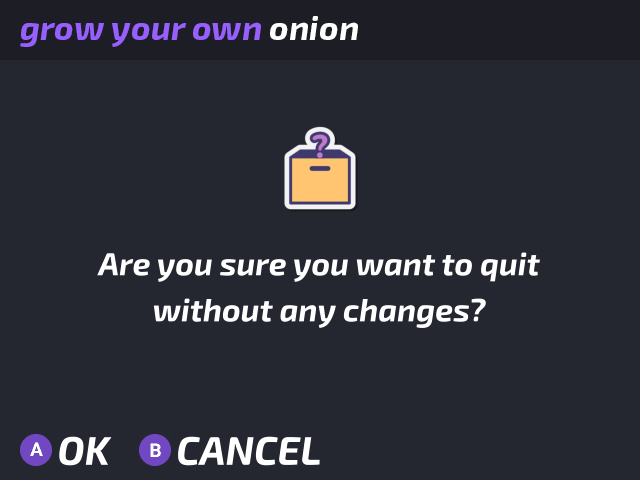 grow your own onion
?
Are you sure you want to quit
without any changes?
A OK B CANCEL